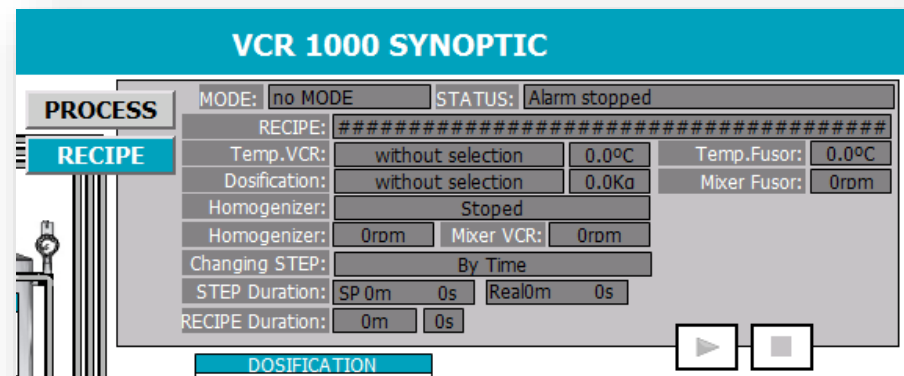 VCR 1000 SYNOPTIC
PROCESS
RECIPE
MODE: no MODE STATUS: Alarm stopped
RECIPE: #######################################
Temp.VCR: without selection 0.0ºC Temp.Fusor: 0.0ºC
Dosification: without selection 0.0Kg Mixer Fusor: 0rpm
Homogenizer: Stoped
Homogenizer: 0rpm Mixer VCR: 0rpm
Changing STEP: By Time
STEP Duration: SP 0m 0s Real0m 0s
RECIPE Duration: 0m 0s
DOSIFICATION